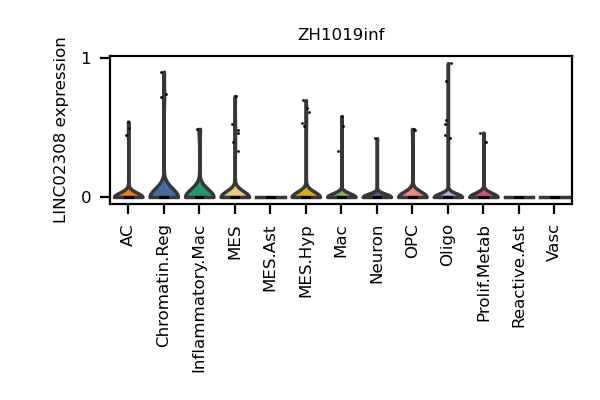 ZH1019inf
LINC02308 expression
1
0
AC
Chromatin.Reg
Inflammatory.Mac
MES
MES.Ast
MES.Hyp
Mac
Neuron
OPC
Oligo
Prolif.Metab
Reactive.Ast
Vasc